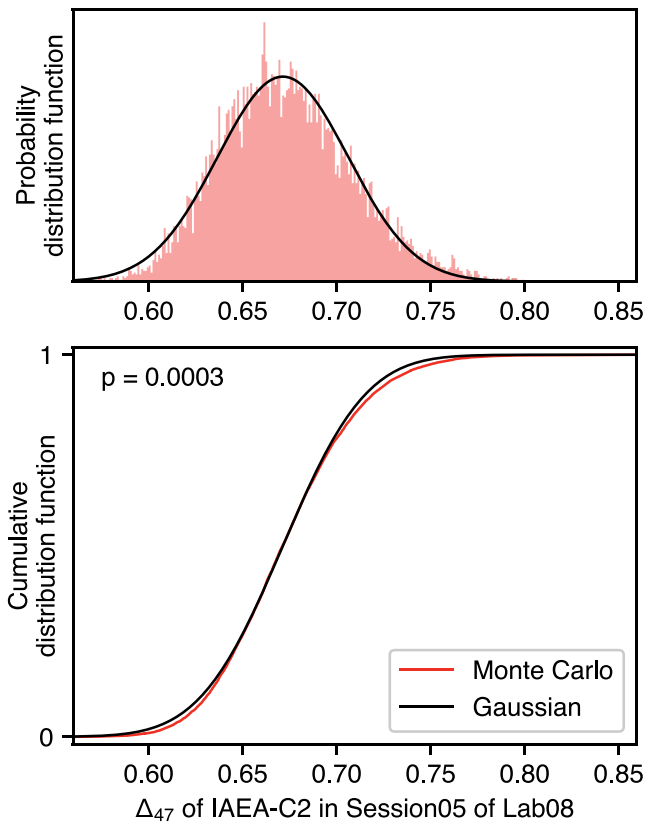 Probability
distribution function
0.60 0.65 0.70 0.75 0.80 0.85
1
p = 0.0003
Cumulative
distribution function
Monte Carlo
Gaussian
0
0.60 0.65 0.70 0.75 0.80 0.85
Δ₄₇ of IAEA-C2 in Session05 of Lab08